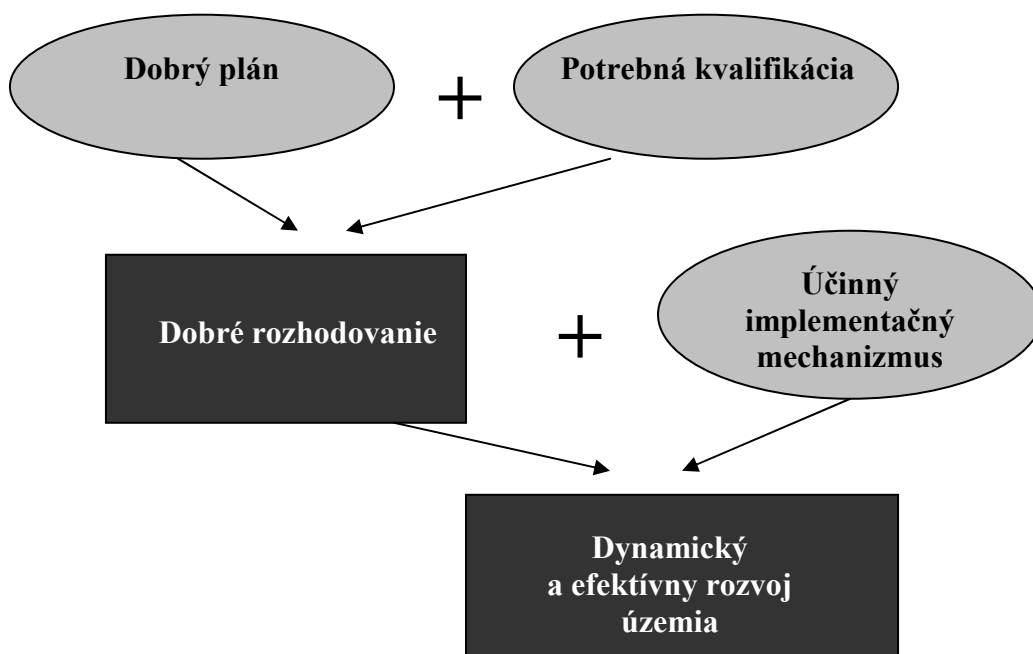 Dobrý plán
+
Potrebná kvalifikácia
Dobré rozhodovanie
+
Účinný
implementačný
mechanizmus
Dynamický
a efektívny rozvoj
územia